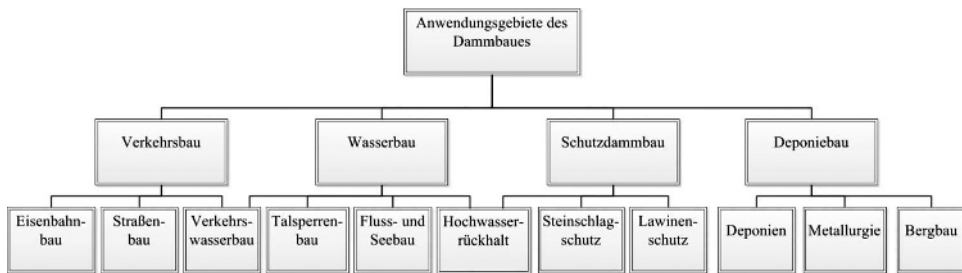 Anwendungsgebiete des
Dammbaues
Verkehrsbau
Wasserbau
Schutzdammbau
Deponiebau
Eisenbahn-
bau
Straßen-
bau
Verkehrs-
wasserbau
Talsperren-
bau
Fluss- und
Seebau
Hochwasser-
rückhalt
Steinschlag-
schutz
Lawinen-
schutz
Deponien
Metallurgie
Bergbau